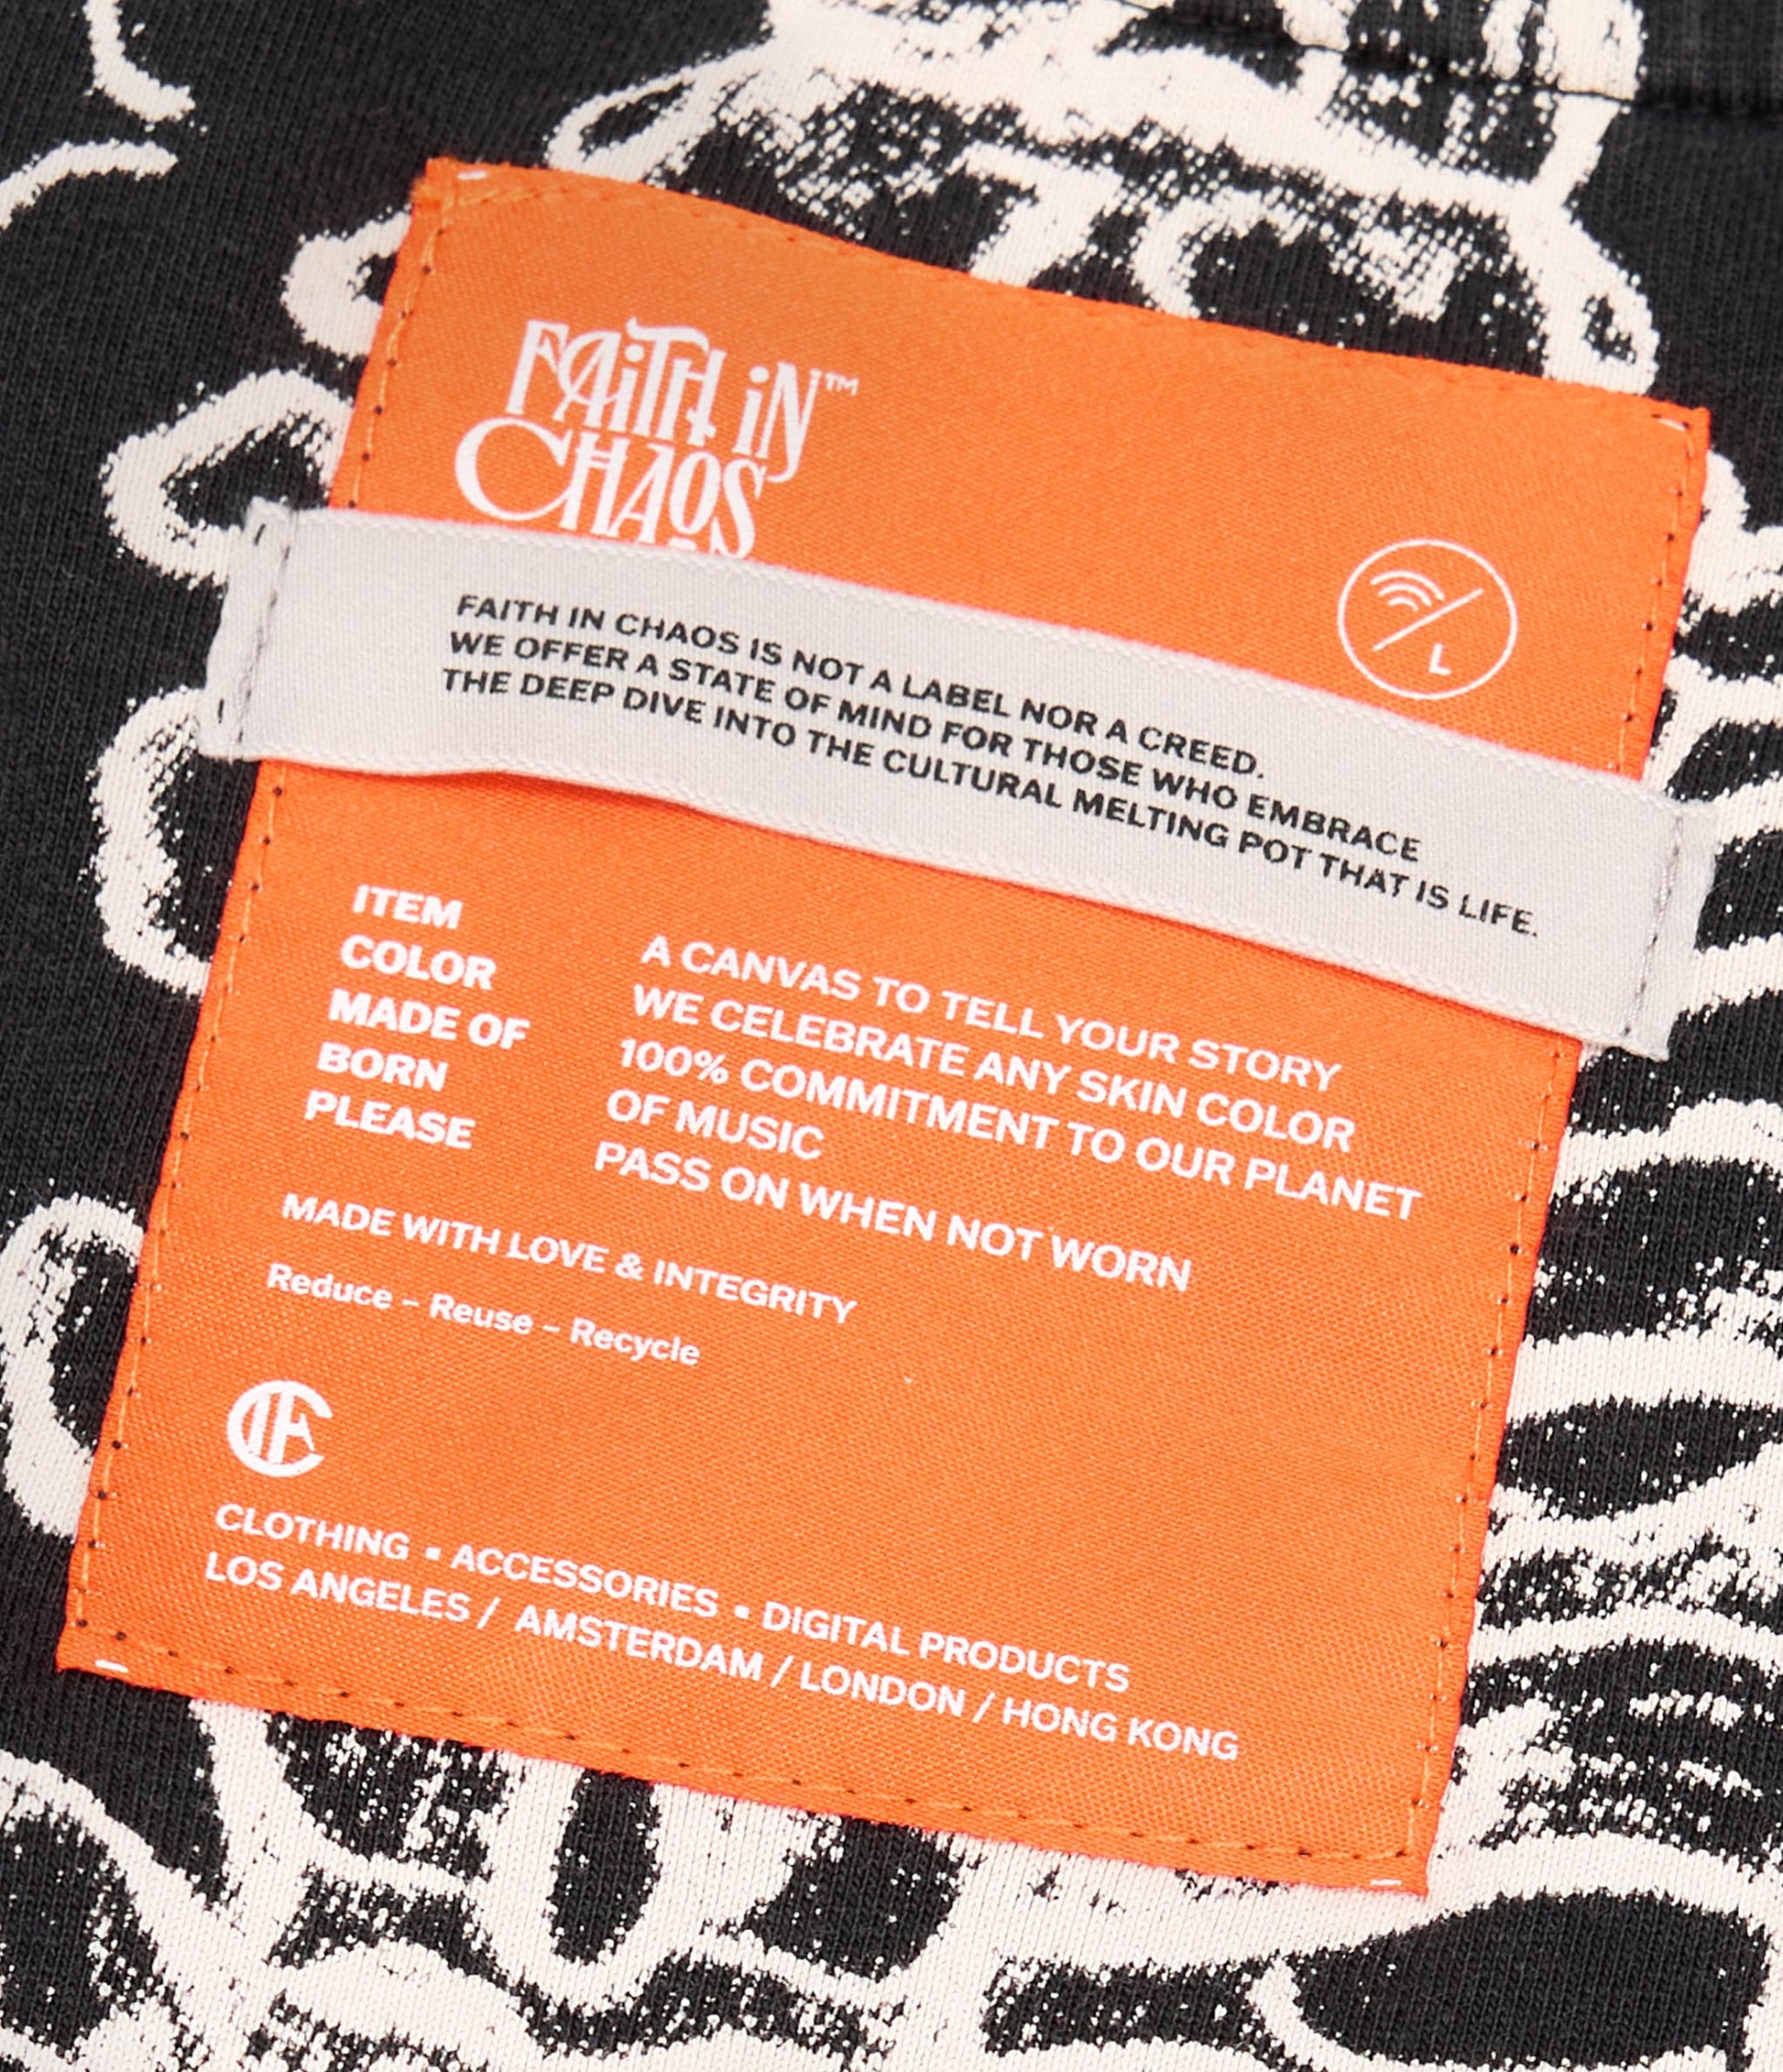 FAiTH iN™
CHAOS
L
FAITH IN CHAOS IS NOT A LABEL NOR A CREED.
WE OFFER A STATE OF MIND FOR THOSE WHO EMBRACE
THE DEEP DIVE INTO THE CULTURAL MELTING POT THAT IS LIFE.
ITEM A CANVAS TO TELL YOUR STORY
COLOR WE CELEBRATE ANY SKIN COLOR
MADE OF 100% COMMITMENT TO OUR PLANET
BORN OF MUSIC
PLEASE PASS ON WHEN NOT WORN
MADE WITH LOVE & INTEGRITY
Reduce – Reuse – Recycle
CLOTHING ▪ ACCESSORIES ▪ DIGITAL PRODUCTS
LOS ANGELES / AMSTERDAM / LONDON / HONG KONG